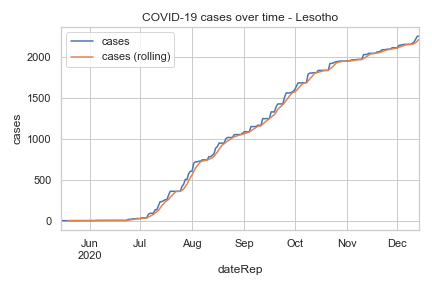 COVID-19 cases over time - Lesotho
cases
cases (rolling)
2000
1500
1000
500
0
cases
Jun Jul Aug Sep Oct Nov Dec
2020
dateRep